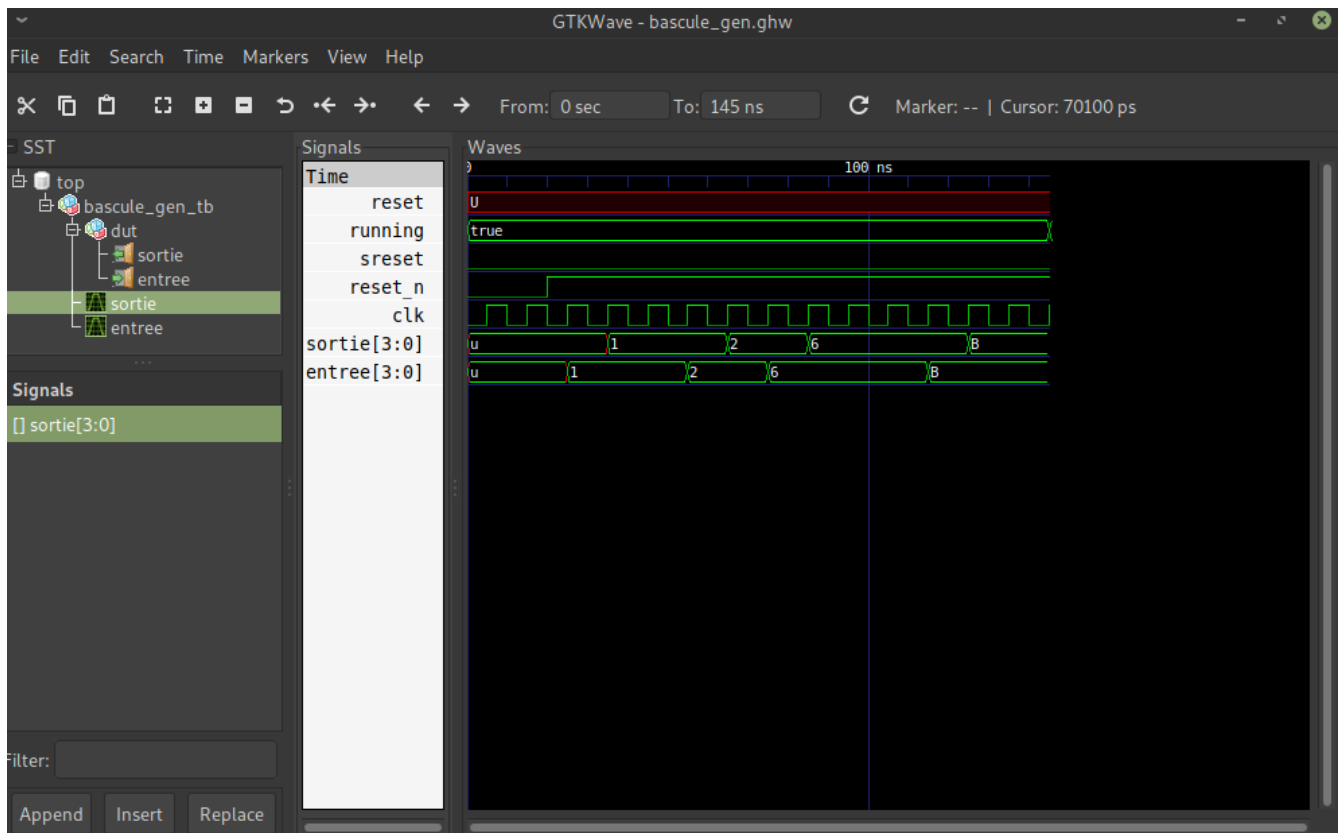 GTKWave - bascule_gen.ghw
File Edit Search Time Markers View Help
From: 0 sec To: 145 ns Marker: -- | Cursor: 70100 ps
SST
top
bascule_gen_tb
dut
sortie
entree
sortie
entree
Signals
[] sortie[3:0]
Filter:
Append Insert Replace
Signals
Time
reset
running
sreset
reset_n
clk
sortie[3:0]
entree[3:0]
Waves
0 100 ns
U
true
u 1 2 6 B
u 1 2 6 B